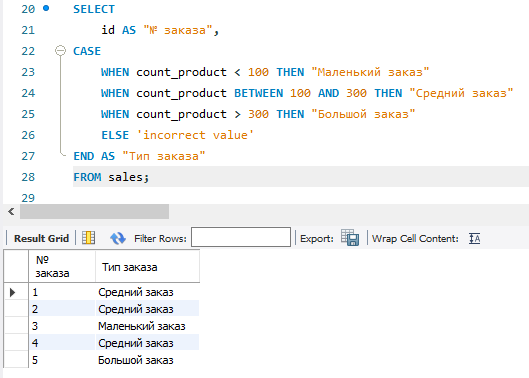 20 SELECT
21 id AS "№ заказа",
22 CASE
23 WHEN count_product < 100 THEN "Маленький заказ"
24 WHEN count_product BETWEEN 100 AND 300 THEN "Средний заказ"
25 WHEN count_product > 300 THEN "Большой заказ"
26 ELSE 'incorrect value'
27 END AS "Тип заказа"
28 FROM sales;
29
Result Grid Filter Rows: Export: Wrap Cell Content: IA
№
заказа Тип заказа
1 Средний заказ
2 Средний заказ
3 Маленький заказ
4 Средний заказ
5 Большой заказ